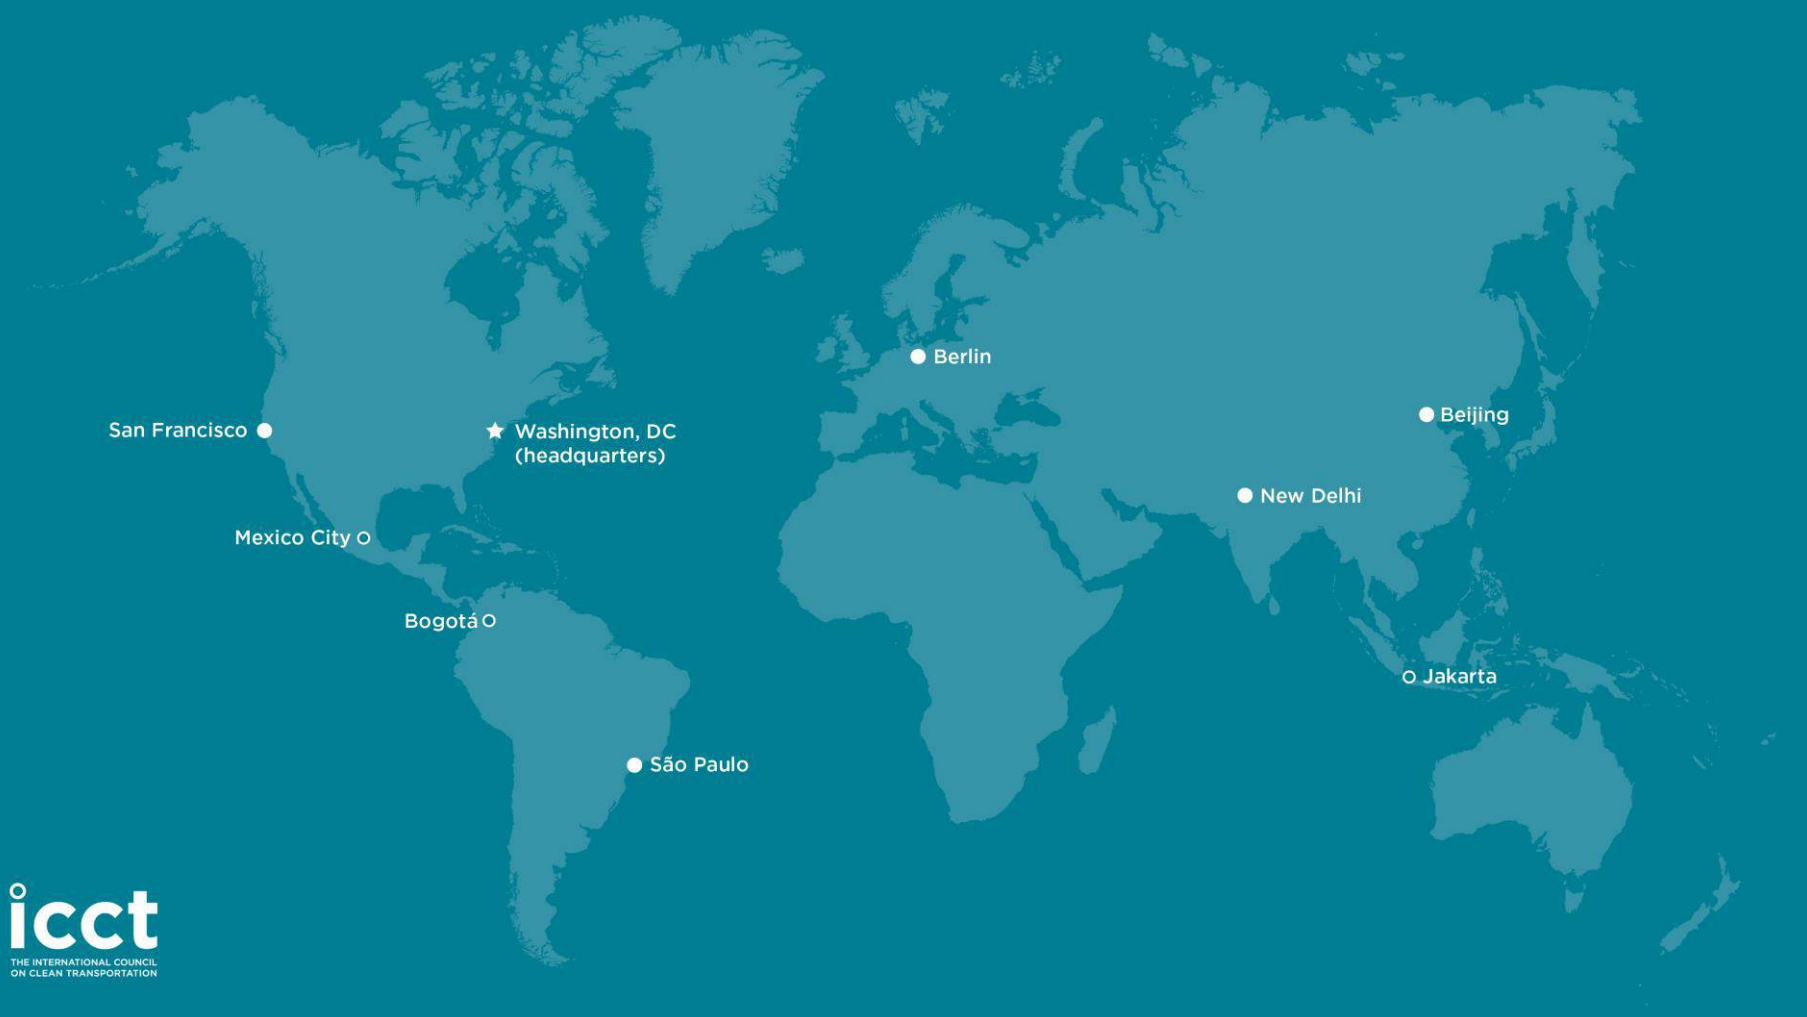 Berlin
Beijing
San Francisco
Washington, DC
(headquarters)
New Delhi
Mexico City
Bogotá
Jakarta
São Paulo
icct
THE INTERNATIONAL COUNCIL
ON CLEAN TRANSPORTATION